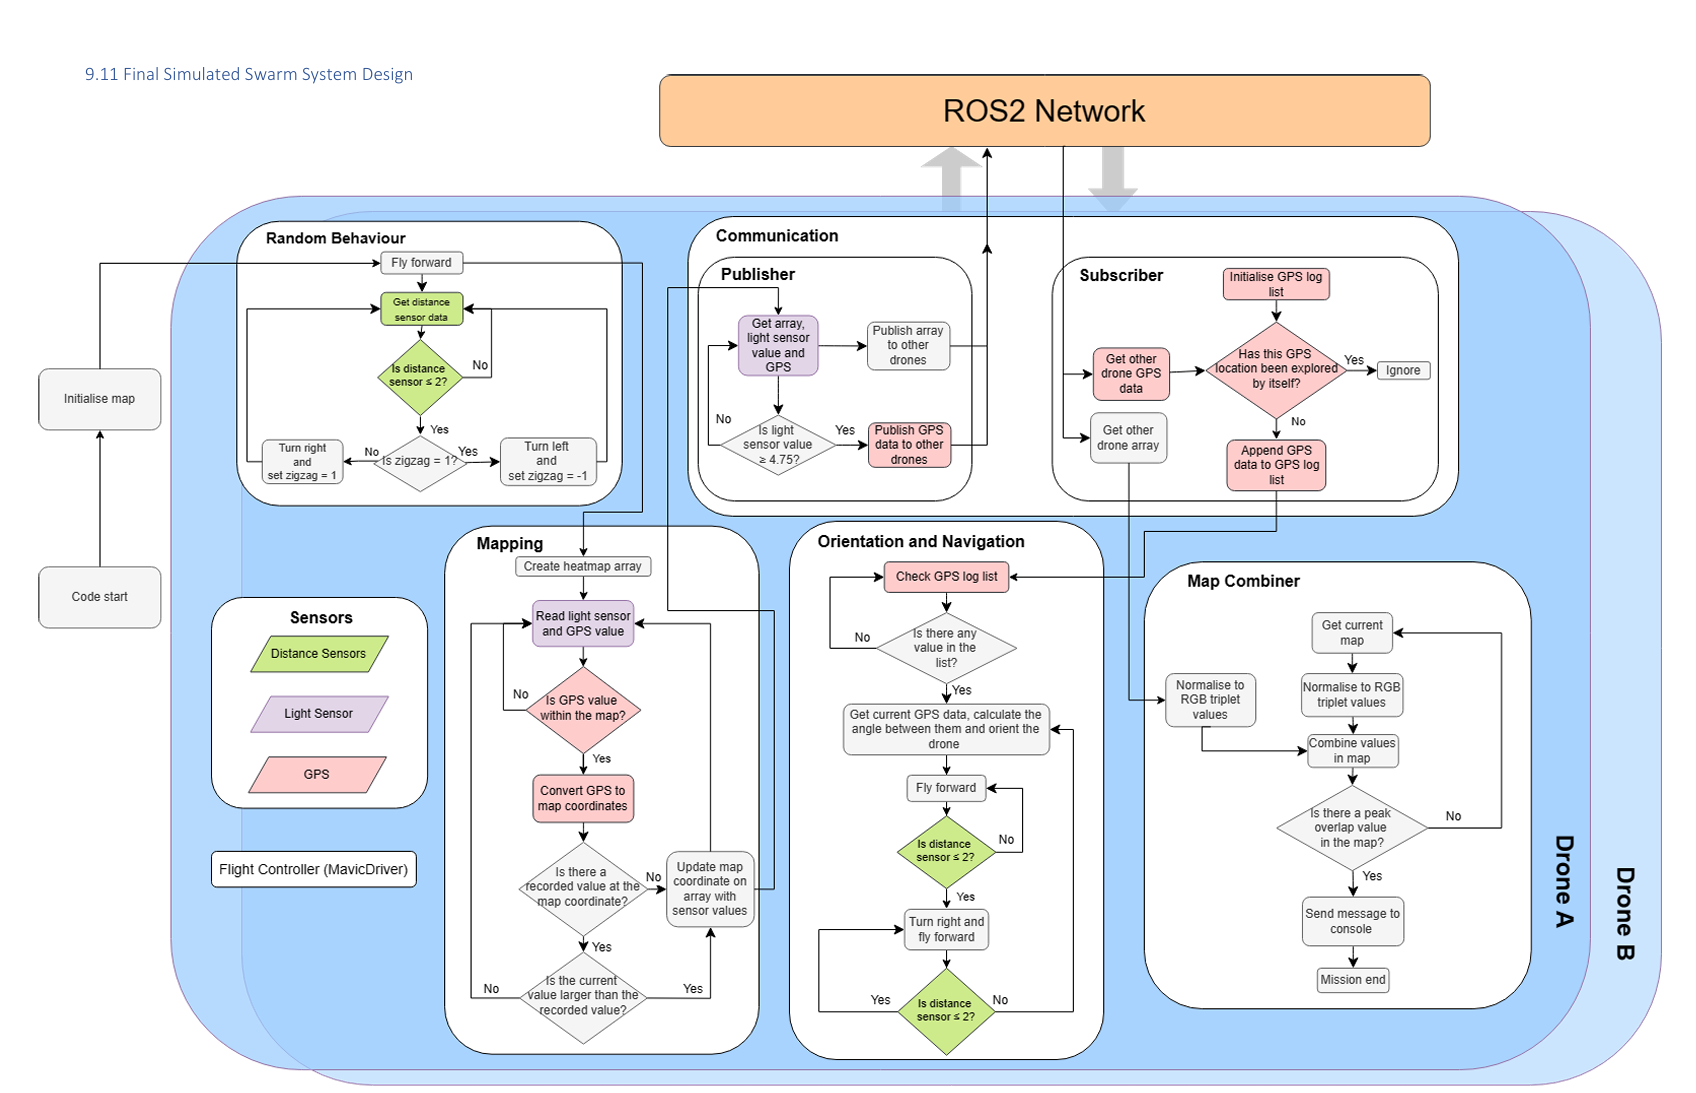 9.11 Final Simulated Swarm System Design
ROS2 Network
Random Behaviour
Fly forward
Get distance
sensor data
Is distance
sensor ≤ 2?
No
Yes
Is zigzag = 1?
No
Yes
Turn right
and
set zigzag = 1
Turn left
and
set zigzag = -1
Initialise map
Code start
Communication
Publisher
Get array,
light sensor
value and
GPS
Publish array
to other
drones
No
Is light
sensor value
≥ 4.75?
Yes
Publish GPS
data to other
drones
Subscriber
Initialise GPS log
list
Get other
drone GPS
data
Has this GPS
location been explored
by itself?
Yes
Ignore
No
Get other
drone array
Append GPS
data to GPS log
list
Sensors
Distance Sensors
Light Sensor
GPS
Flight Controller (MavicDriver)
Mapping
Create heatmap array
Read light sensor
and GPS value
No
Is GPS value
within the map?
Yes
Convert GPS to
map coordinates
Is there a
recorded value at the
map coordinate?
No
Update map
coordinate on
array with
sensor values
Yes
No
Is the current
value larger than the
recorded value?
Yes
Orientation and Navigation
Check GPS log list
No
Is there any
value in the
list?
Yes
Get current GPS data, calculate the
angle between them and orient the
drone
Fly forward
Is distance
sensor ≤ 2?
No
Yes
Turn right and
fly forward
Yes
Is distance
sensor ≤ 2?
No
Map Combiner
Get current
map
Normalise to
RGB triplet
values
Normalise to RGB
triplet values
Combine values
in map
Is there a peak
overlap value
in the map?
No
Yes
Send message to
console
Mission end
Drone A
Drone B